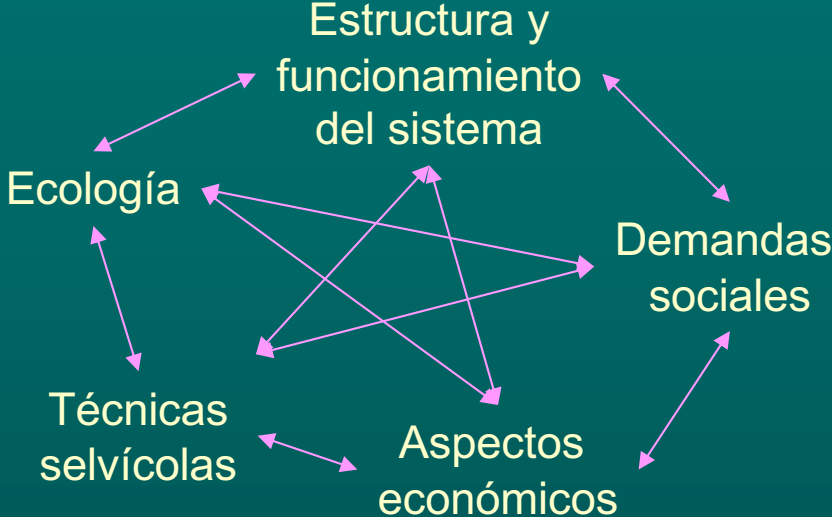 Estructura y
funcionamiento
del sistema
Ecología
Demandas
sociales
Técnicas
selvícolas
Aspectos
económicos